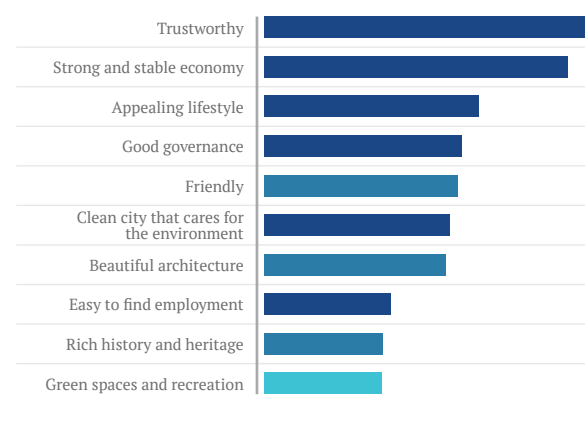 Trustworthy
Strong and stable economy
Appealing lifestyle
Good governance
Friendly
Clean city that cares for
the environment
Beautiful architecture
Easy to find employment
Rich history and heritage
Green spaces and recreation